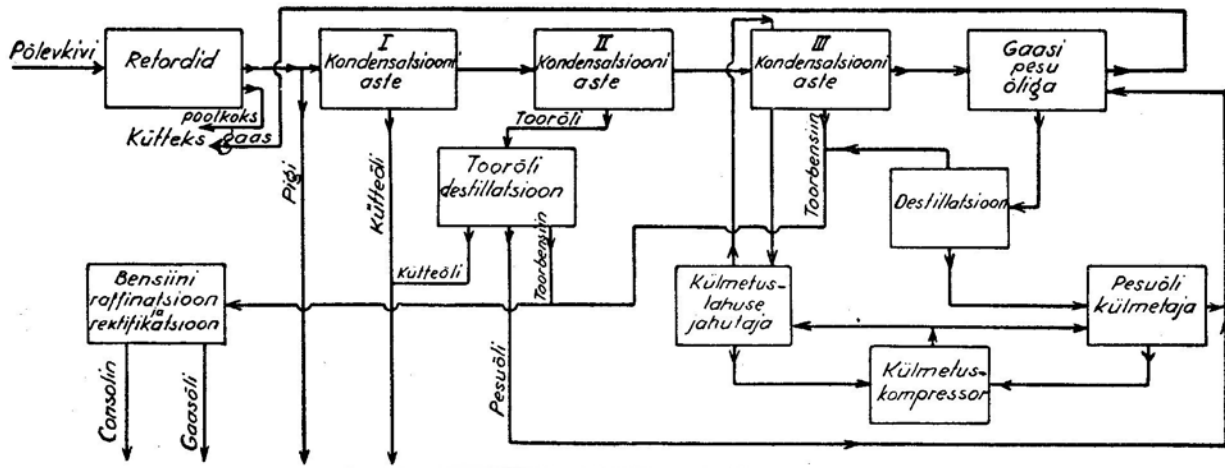 Põlevkivi
Retordid
poolkoks
Kütteks gaas
Pigi
I
Kondensatsiooni
aste
Kütteõli
II
Kondensatsiooni
aste
Tooröli
Tooröli
destillatsioon
Kütteõli
Pesuõli
Toorbensiin
III
Kondensatsiooni
aste
Toorbensiin
Gaasi
pesu
õliga
Destillatsioon
Bensiini
raffinatsioon
ja
rektifikatsioon
Consolin
Gaasõli
Külmetus-
lahuse
jahutaja
Külmetus-
kompressor
Pesuõli
külmetaja